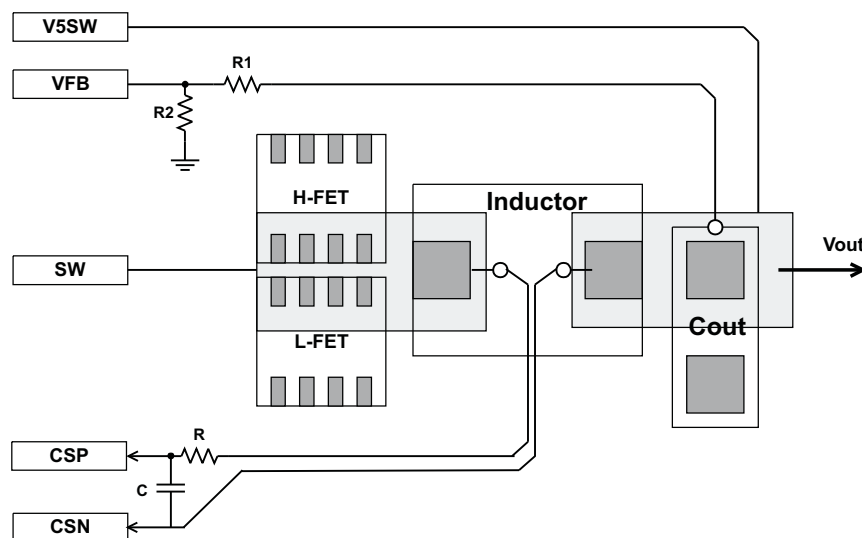 V5SW
VFB
R1
R2
H-FET
Inductor
SW
Vout
L-FET
Cout
CSP
R
C
CSN